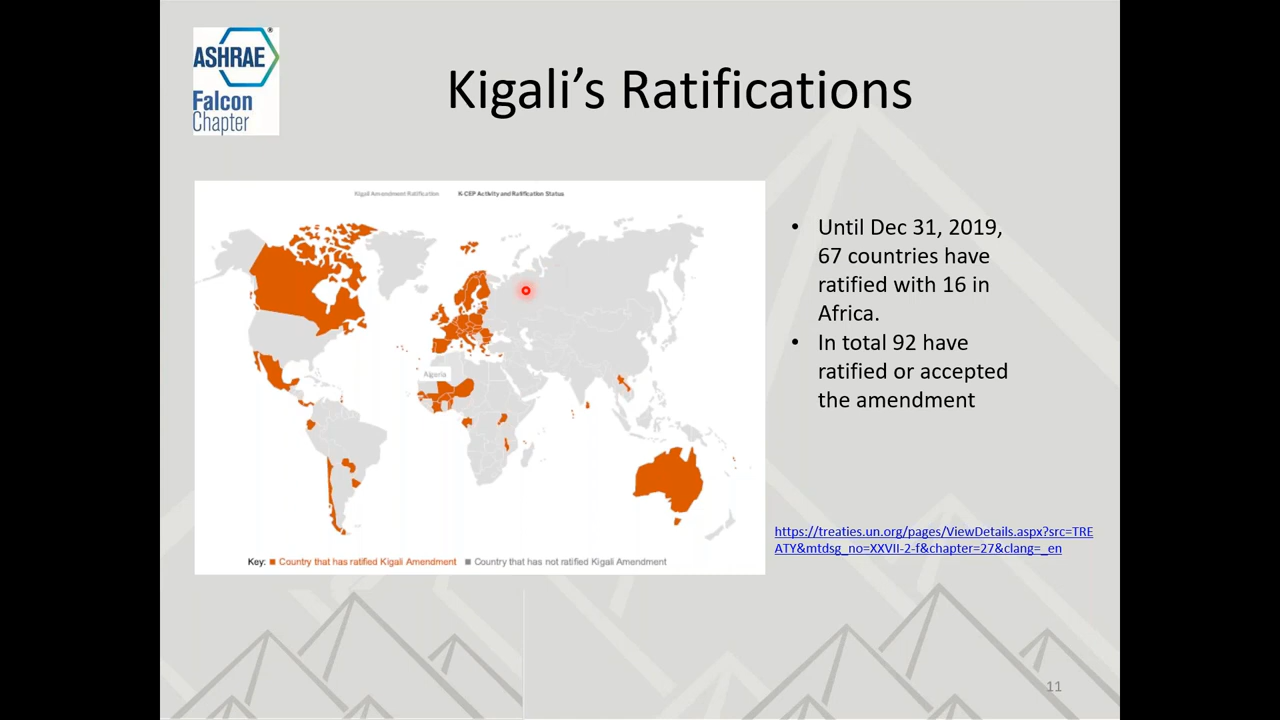 ASHRAE
Falcon
Chapter
Kigali’s Ratifications
Kigali Amendment Ratification K-CEP Activity and Ratification Status
Algeria
Key: Country that has ratified Kigali Amendment Country that has not ratified Kigali Amendment
• Until Dec 31, 2019,
67 countries have
ratified with 16 in
Africa.
• In total 92 have
ratified or accepted
the amendment
https://treaties.un.org/pages/ViewDetails.aspx?src=TRE
ATY&mtdsg_no=XXVII-2-f&chapter=27&clang=_en
11